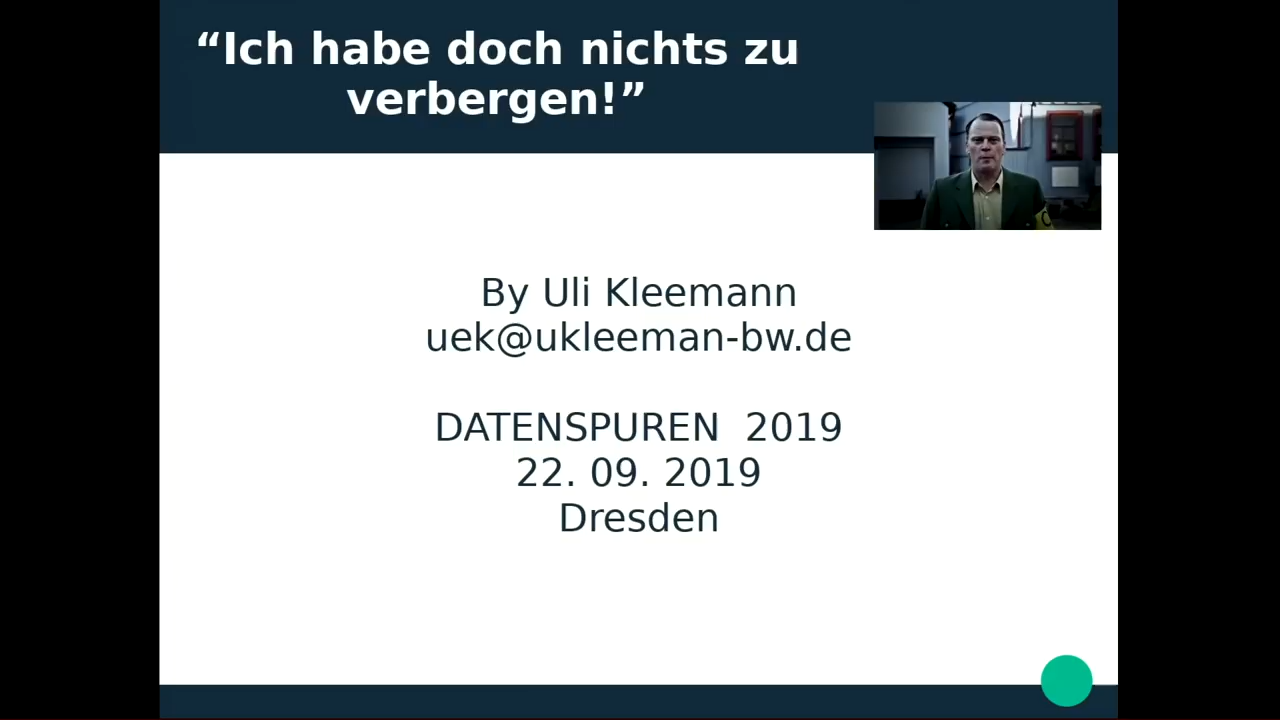 “Ich habe doch nichts zu
verbergen!”
By Uli Kleemann
uek@ukleeman-bw.de
DATENSPUREN 2019
22. 09. 2019
Dresden